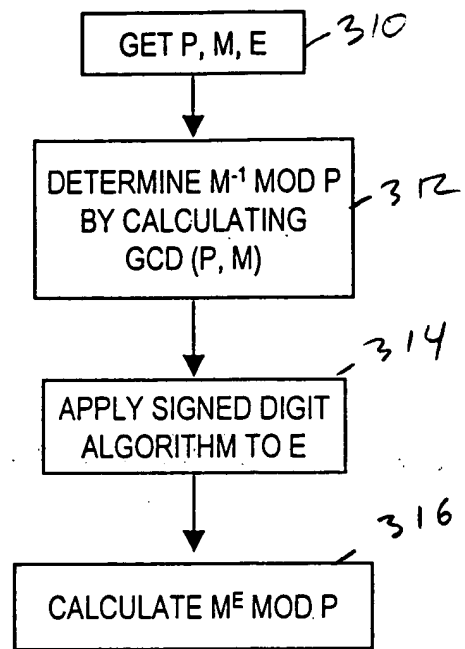 GET P, M, E
310
DETERMINE M⁻¹ MOD P
BY CALCULATING
GCD (P, M)
312
314
APPLY SIGNED DIGIT
ALGORITHM TO E
316
CALCULATE Mᴱ MOD P